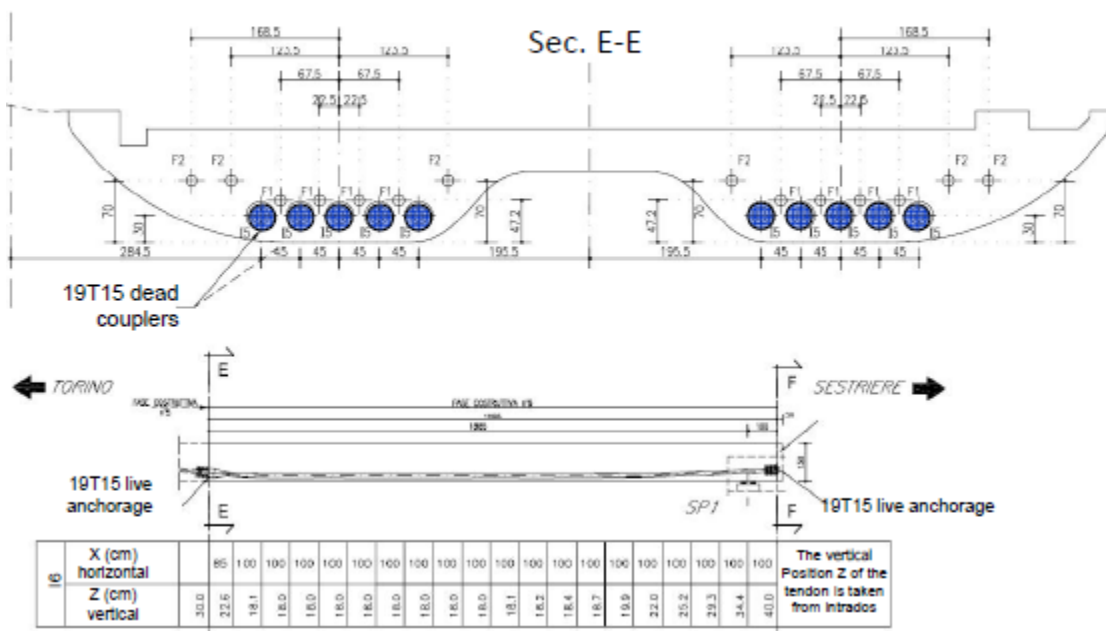 168.5
168.5
123.5
123.5
123.5
123.5
Sec. E-E
67.5
67.5
67.5
67.5
22.5
22.5
22.5
22.5
F2
F2
F2
F2
F2
F2
F1
F1
F1
F1
F1
F1
F1
F1
70
30
70
47.2
70
47.2
30
70
I5
I5
I5
I5
I5
I5
I5
I5
I5
I5
284.5
45
45
45
45
195.5
195.5
45
45
45
45
19T15 dead
couplers
E
F
TORINO
SESTRIERE
FASE COSTRUTTIVA
FASE COSTRUTTIVA
100
19T15 live
anchorage
SP1
19T15 live anchorage
E
F
I6
X (cm)
horizontal
85 100 100 100 100 100 100 100 100 100 100 100 100 100 100 100 100 100 100
Z (cm)
vertical
30.0 22.6 18.1 18.0 18.0 18.0 18.0 18.0 18.0 18.0 18.0 18.1 18.2 18.4 18.7 19.9 22.0 25.2 29.3 34.4 40.0
The vertical
Position Z of the
tendon is taken
from Intrados